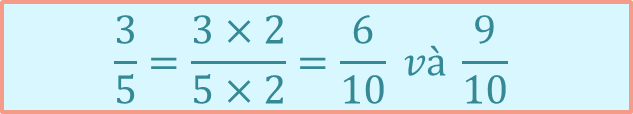 3/5 = (3 × 2)/(5 × 2) = 6/10 và 9/10